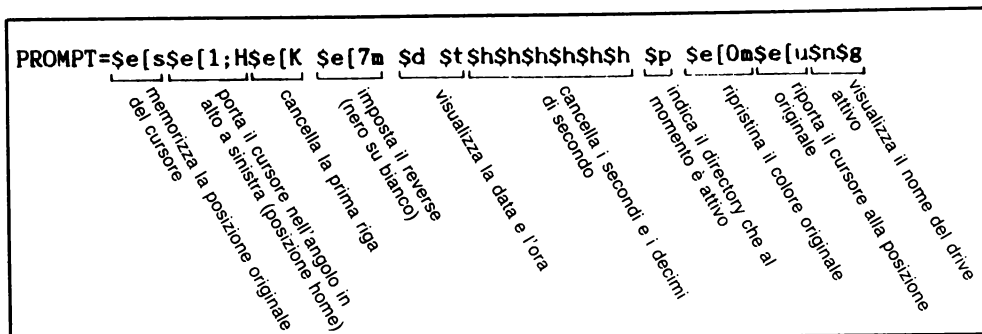 PROMPT=$e[s$e[1;H$e[K $e[7m $d $t$h$h$h$h$h$h $p $e[0m$e[u$n$g
memorizza la posizione originale
del cursore
porta il cursore nell'angolo in
alto a sinistra (posizione home)
cancella la prima riga
imposta il reverse
(nero su bianco)
visualizza la data e l'ora
cancella i secondi e i decimi
di secondo
indica il directory che al
momento è attivo
ripristina il colore originale
riporta il cursore alla posizione
originale
visualizza il nome del drive
attivo